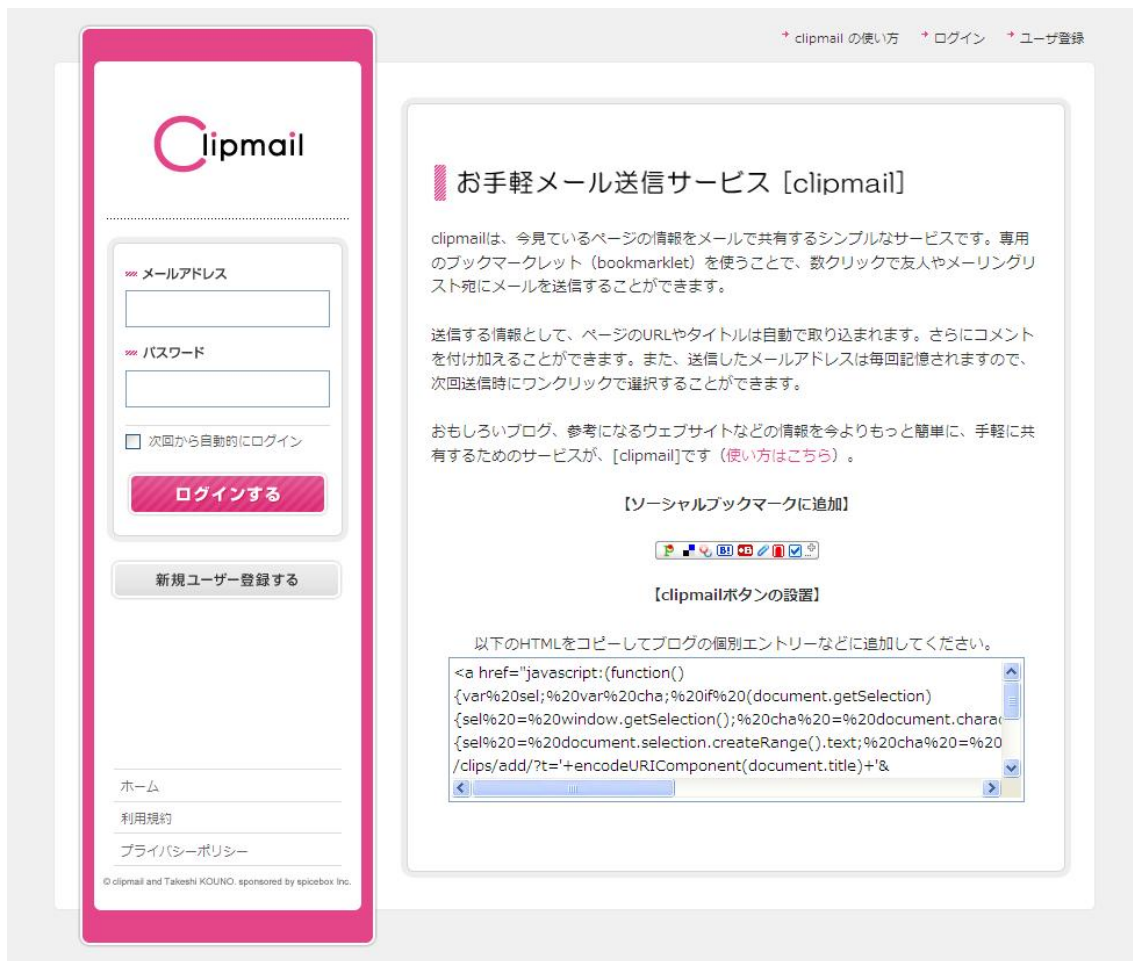 clipmail の使い方 ログイン ユーザ登録
Clipmail
メールアドレス
パスワード
次回から自動的にログイン
ログインする
新規ユーザー登録する
ホーム
利用規約
プライバシーポリシー
© clipmail and Takeshi KOUNO. sponsored by spicebox Inc.
お手軽メール送信サービス [clipmail]
clipmailは、今見ているページの情報をメールで共有するシンプルなサービスです。専用
のブックマークレット（bookmarklet）を使うことで、数クリックで友人やメーリングリ
スト宛にメールを送信することができます。
送信する情報として、ページのURLやタイトルは自動で取り込まれます。さらにコメント
を付け加えることができます。また、送信したメールアドレスは毎回記憶されますので、
次回送信時にワンクリックで選択することができます。
おもしろいブログ、参考になるウェブサイトなどの情報を今よりもっと簡単に、手軽に共
有するためのサービスが、[clipmail]です（使い方はこちら）。
【ソーシャルブックマークに追加】
B!
【clipmailボタンの設置】
以下のHTMLをコピーしてブログの個別エントリーなどに追加してください。
<a href="javascript:(function()
{var%20sel;%20var%20cha;%20if%20(document.getSelection)
{sel%20=%20window.getSelection();%20cha%20=%20document.charac
{sel%20=%20document.selection.createRange().text;%20cha%20=%20
/clips/add/?t='+encodeURIComponent(document.title)+'&